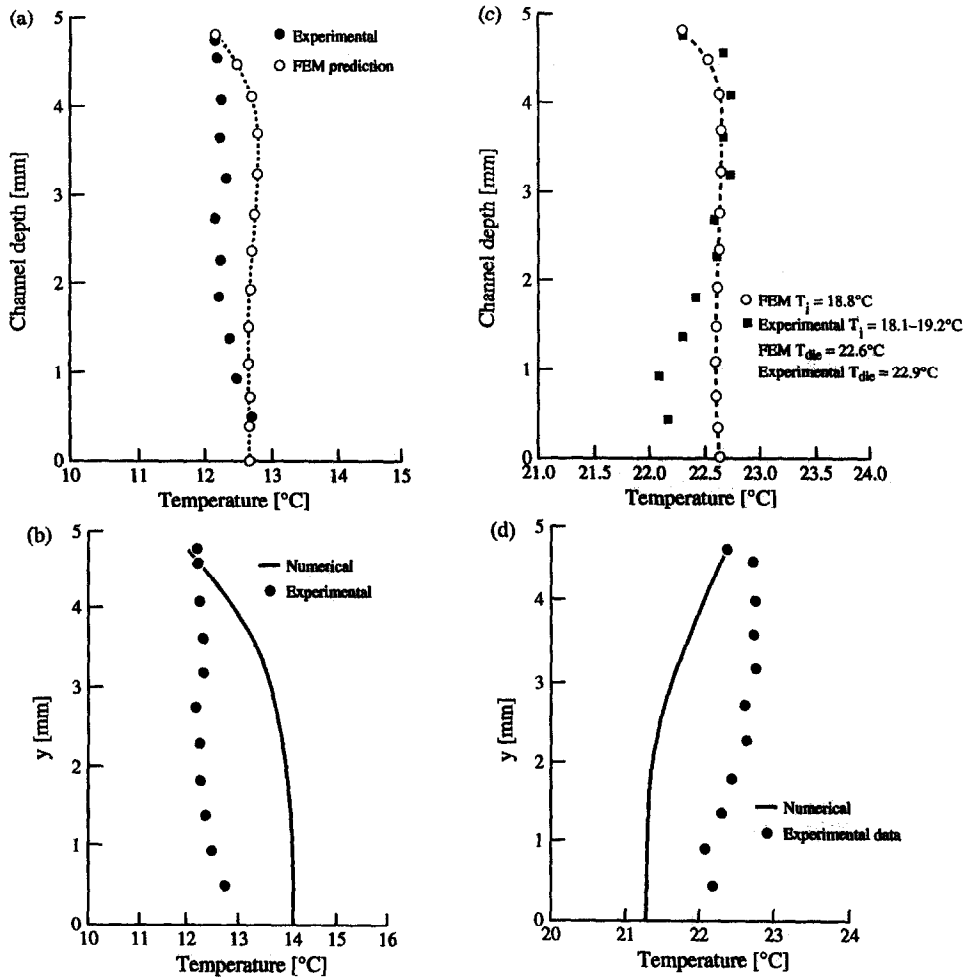 (a)
5
4
3
2
1
0
Channel depth [mm]
Experimental
FEM prediction
10 11 12 13 14 15
Temperature [°C]
(c)
5
4
3
2
1
0
Channel depth [mm]
FEM Tj = 18.8°C
Experimental Tj = 18.1–19.2°C
FEM Tdie = 22.6°C
Experimental Tdie = 22.9°C
21.0 21.5 22.0 22.5 23.0 23.5 24.0
Temperature [°C]
(b)
5
4
3
2
1
0
y [mm]
Numerical
Experimental
10 11 12 13 14 15 16
Temperature [°C]
(d)
5
4
3
2
1
0
y [mm]
Numerical
Experimental data
20 21 22 23 24
Temperature [°C]